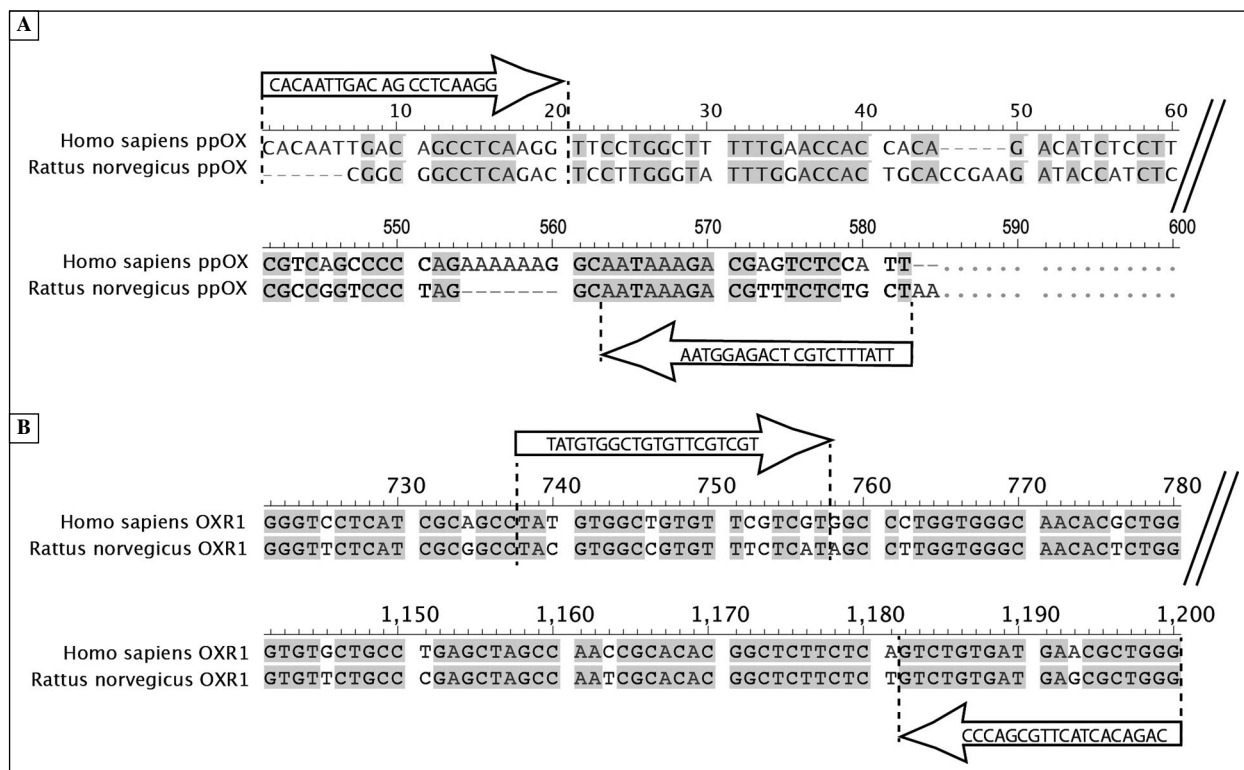 A
CACAATTGAC AG CCTCAAGG
10 20 30 40 50 60
Homo sapiens ppOX CACAATTGAC AGCCTCAAGG TTCCTGGCTT TTTGAACCAC CACA-----G ACATCTCCTT
Rattus norvegicus ppOX ------CGGC GGCCTCAGAC TCCTTGGGTA TTTGGACCAC TGCACCGAAG ATACCATCTC
550 560 570 580 590 600
Homo sapiens ppOX CGTCAGCCCC CAGAAAAAAG GCAATAAAGA CGAGTCTCCA TT--...... ..........
Rattus norvegicus ppOX CGCCGGTCCC TAG------- GCAATAAAGA CGTTTCTCTG CTAA...... ..........
AATGGAGACT CGTCTTTATT
B
TATGTGGCTGTGTTCGTCGT
730 740 750 760 770 780
Homo sapiens OXR1 GGGTCCTCAT CGCAGCCTAT GTGGCTGTGT TCGTCGTGGC CCTGGTGGGC AACACGCTGG
Rattus norvegicus OXR1 GGGTTCTCAT CGCGGCCTAC GTGGCCGTGT TTCTCATAGC CTTGGTGGGC AACACTCTGG
1,150 1,160 1,170 1,180 1,190 1,200
Homo sapiens OXR1 GTGTGCTGCC TGAGCTAGCC AACCGCACAC GGCTCTTCTC AGTCTGTGAT GAACGCTGGG
Rattus norvegicus OXR1 GTGTTCTGCC CGAGCTAGCC AATCGCACAC GGCTCTTCTC TGTCTGTGAT GAGCGCTGGG
CCCAGCGTTCATCACAGAC